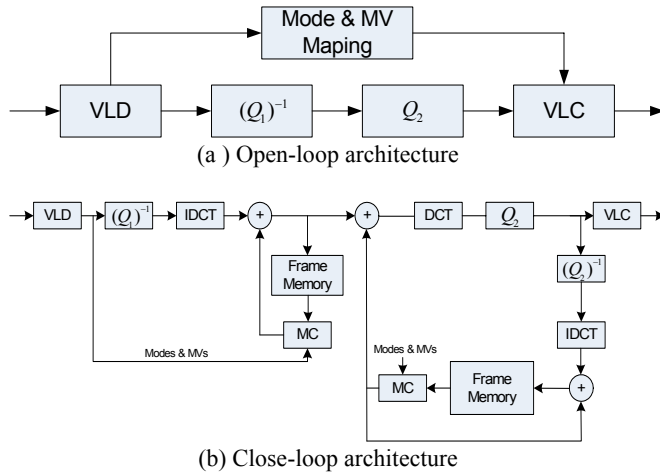 Mode & MV
Maping
VLD
(Q₁)⁻¹
Q₂
VLC
(a ) Open-loop architecture
VLD
(Q₁)⁻¹
IDCT
+
+
DCT
Q₂
VLC
Frame
Memory
(Q₂)⁻¹
MC
IDCT
Modes & MVs
Modes & MVs
MC
Frame
Memory
+
(b) Close-loop architecture